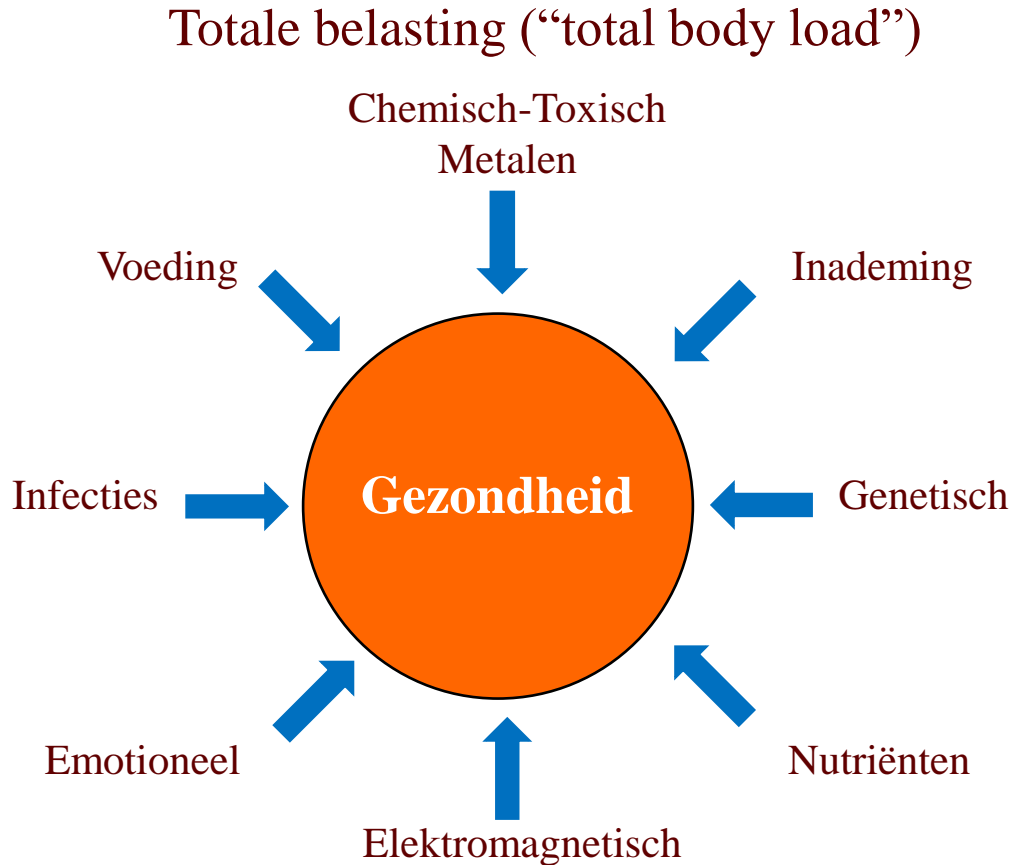 Totale belasting (“total body load”)
Chemisch-Toxisch
Metalen
Voeding
Inademing
Infecties
Gezondheid
Genetisch
Emotioneel
Nutriënten
Elektromagnetisch